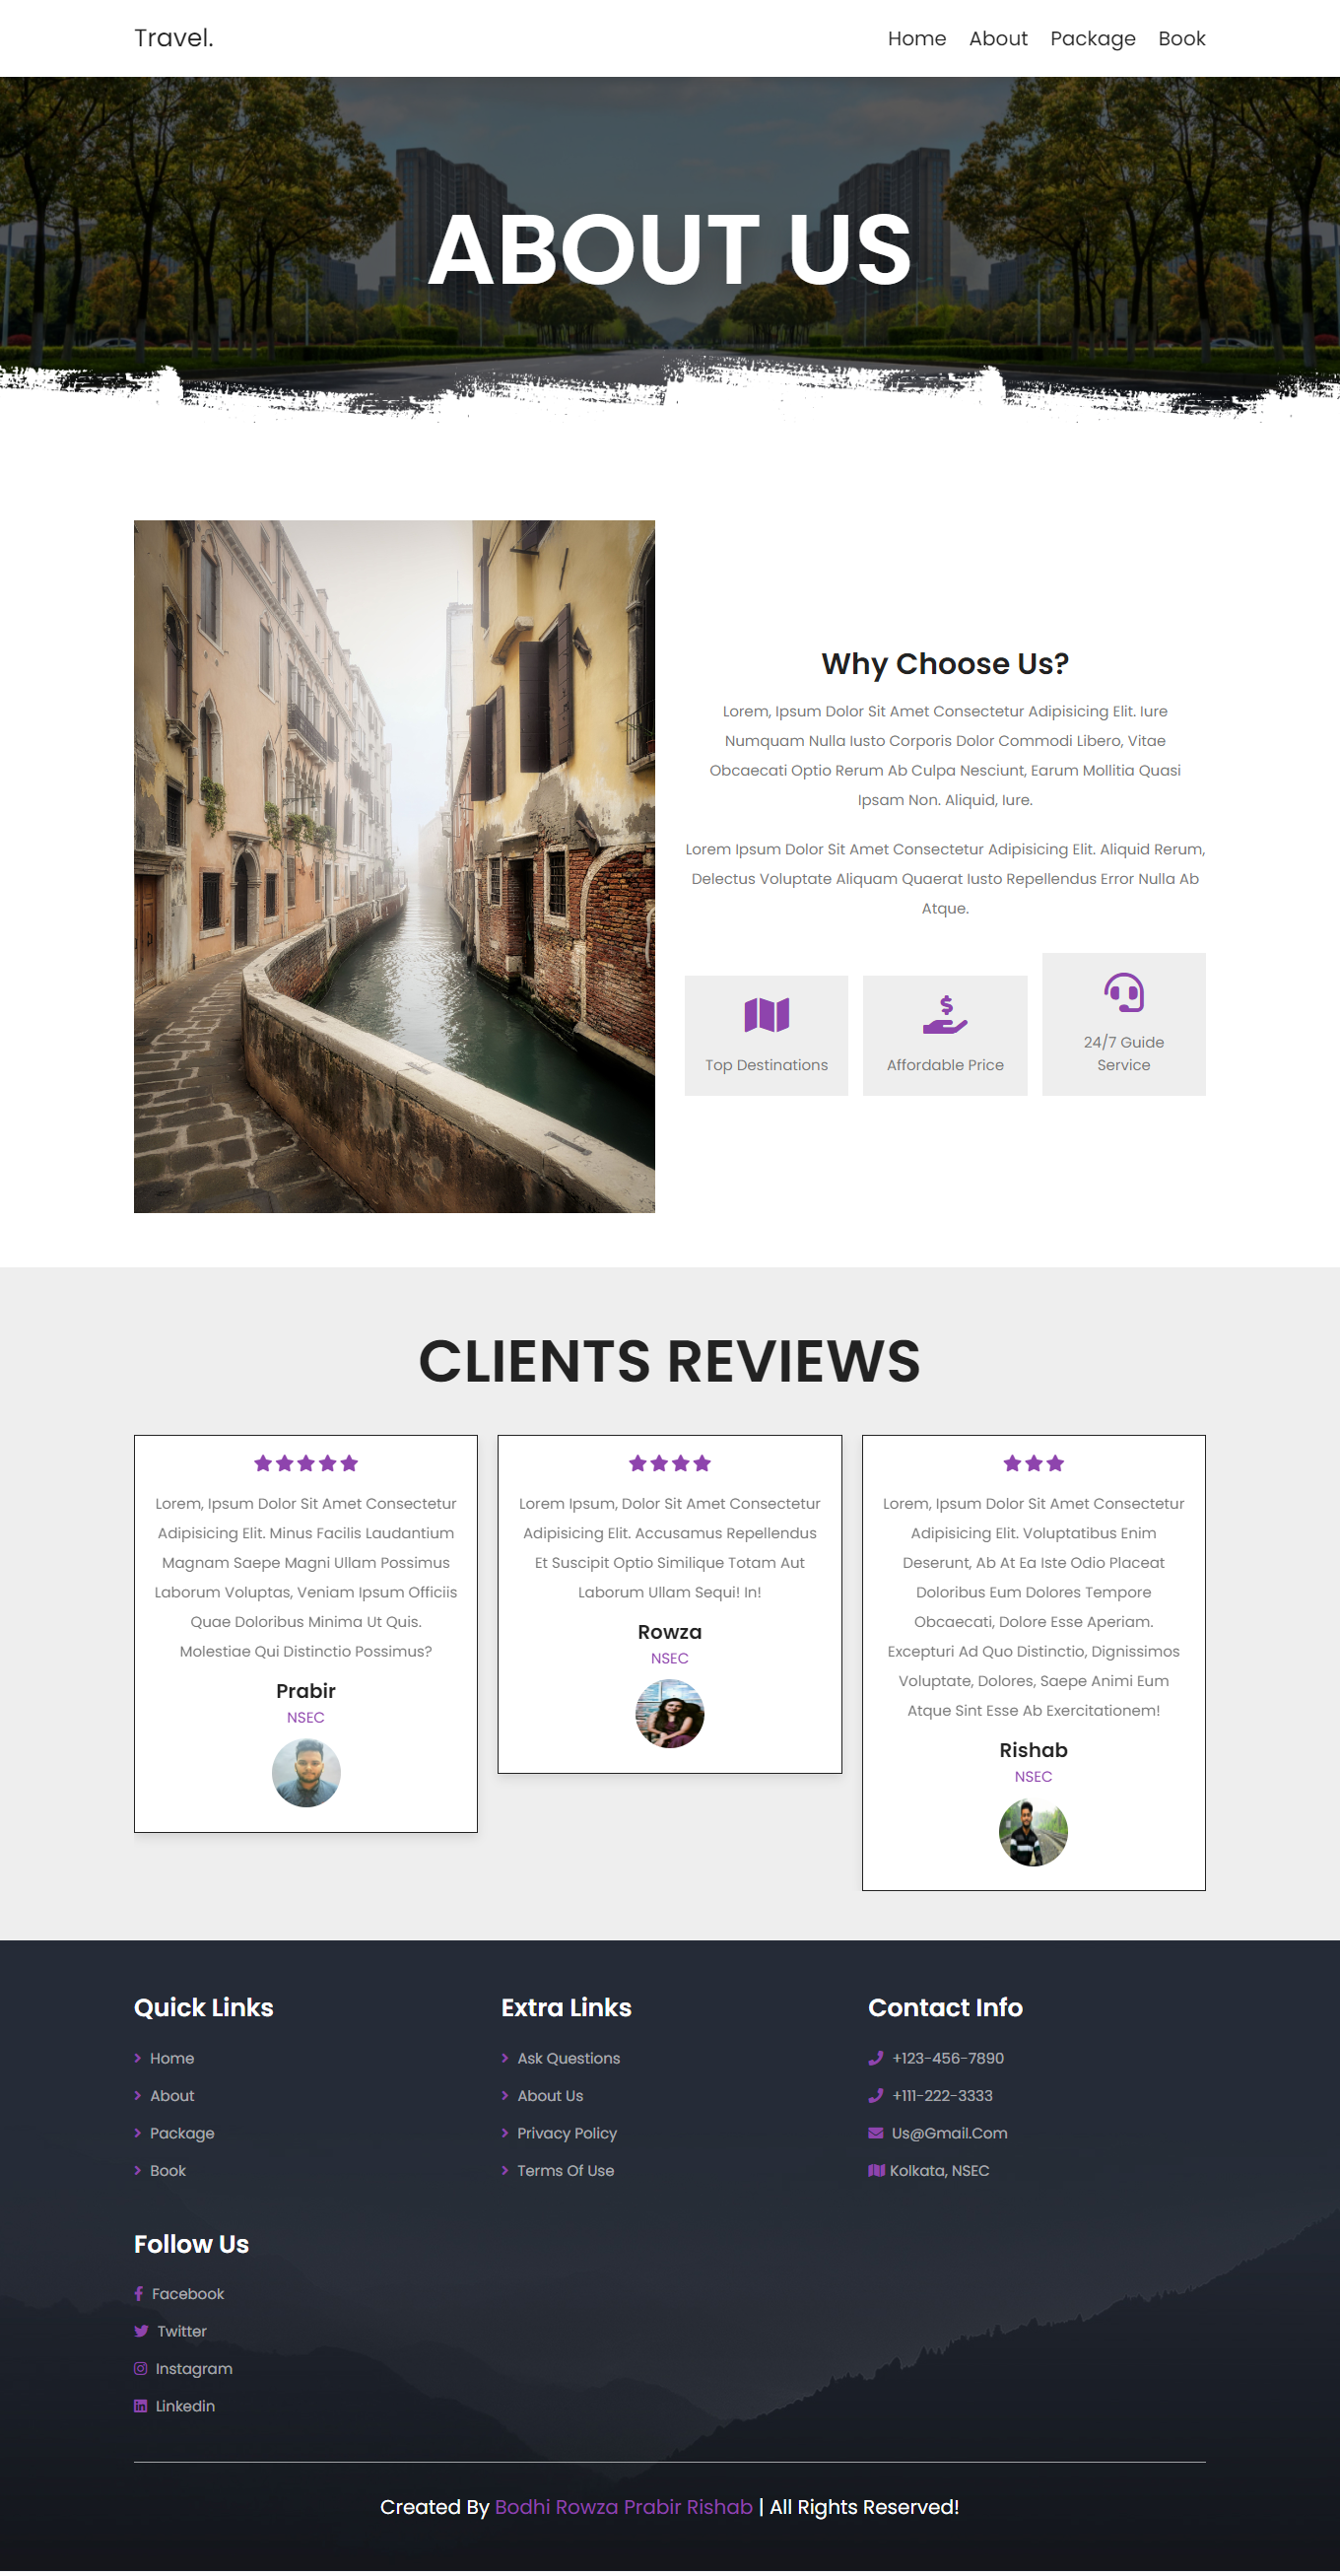 Travel.
Home About Package Book
ABOUT US
Why Choose Us?
Lorem, Ipsum Dolor Sit Amet Consectetur Adipisicing Elit. Iure
Numquam Nulla Iusto Corporis Dolor Commodi Libero, Vitae
Obcaecati Optio Rerum Ab Culpa Nesciunt, Earum Mollitia Quasi
Ipsam Non. Aliquid, Iure.
Lorem Ipsum Dolor Sit Amet Consectetur Adipisicing Elit. Aliquid Rerum,
Delectus Voluptate Aliquam Quaerat Iusto Repellendus Error Nulla Ab
Atque.
Top Destinations
Affordable Price
24/7 Guide
Service
CLIENTS REVIEWS
Lorem, Ipsum Dolor Sit Amet Consectetur
Adipisicing Elit. Minus Facilis Laudantium
Magnam Saepe Magni Ullam Possimus
Laborum Voluptas, Veniam Ipsum Officiis
Quae Doloribus Minima Ut Quis.
Molestiae Qui Distinctio Possimus?
Prabir
NSEC
Lorem Ipsum, Dolor Sit Amet Consectetur
Adipisicing Elit. Accusamus Repellendus
Et Suscipit Optio Similique Totam Aut
Laborum Ullam Sequi! In!
Rowza
NSEC
Lorem, Ipsum Dolor Sit Amet Consectetur
Adipisicing Elit. Voluptatibus Enim
Deserunt, Ab At Ea Iste Odio Placeat
Doloribus Eum Dolores Tempore
Obcaecati, Dolore Esse Aperiam.
Excepturi Ad Quo Distinctio, Dignissimos
Voluptate, Dolores, Saepe Animi Eum
Atque Sint Esse Ab Exercitationem!
Rishab
NSEC
Quick Links
Home
About
Package
Book
Extra Links
Ask Questions
About Us
Privacy Policy
Terms Of Use
Contact Info
+123-456-7890
+111-222-3333
Us@Gmail.Com
Kolkata, NSEC
Follow Us
Facebook
Twitter
Instagram
Linkedin
Created By Bodhi Rowza Prabir Rishab | All Rights Reserved!